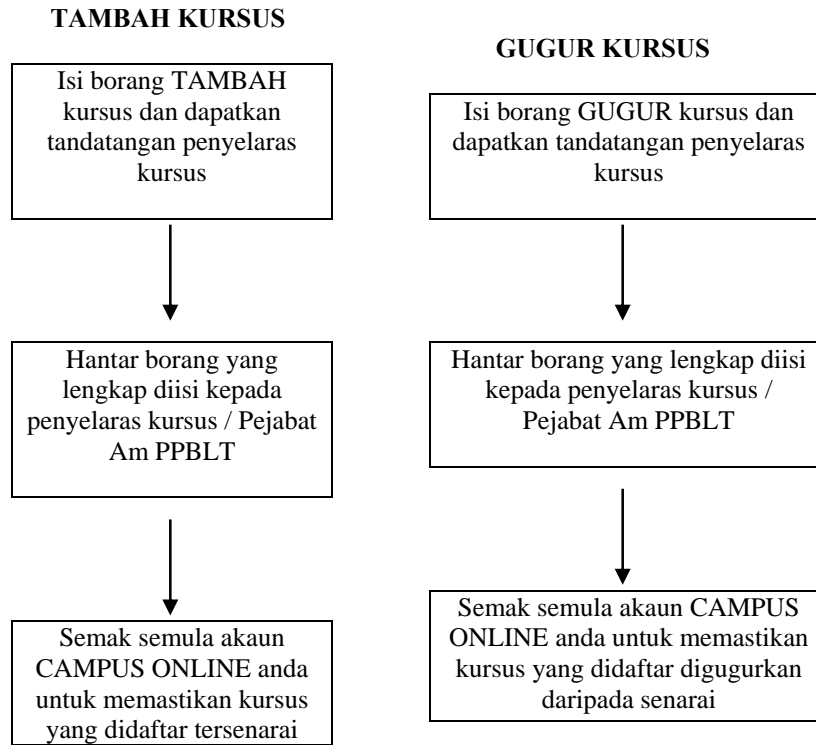 TAMBAH KURSUS
Isi borang TAMBAH
kursus dan dapatkan
tandatangan penyelaras
kursus
Hantar borang yang
lengkap diisi kepada
penyelaras kursus / Pejabat
Am PPBLT
Semak semula akaun
CAMPUS ONLINE anda
untuk memastikan kursus
yang didaftar tersenarai
GUGUR KURSUS
Isi borang GUGUR kursus dan
dapatkan tandatangan penyelaras
kursus
Hantar borang yang lengkap diisi
kepada penyelaras kursus /
Pejabat Am PPBLT
Semak semula akaun CAMPUS
ONLINE anda untuk memastikan
kursus yang didaftar digugurkan
daripada senarai